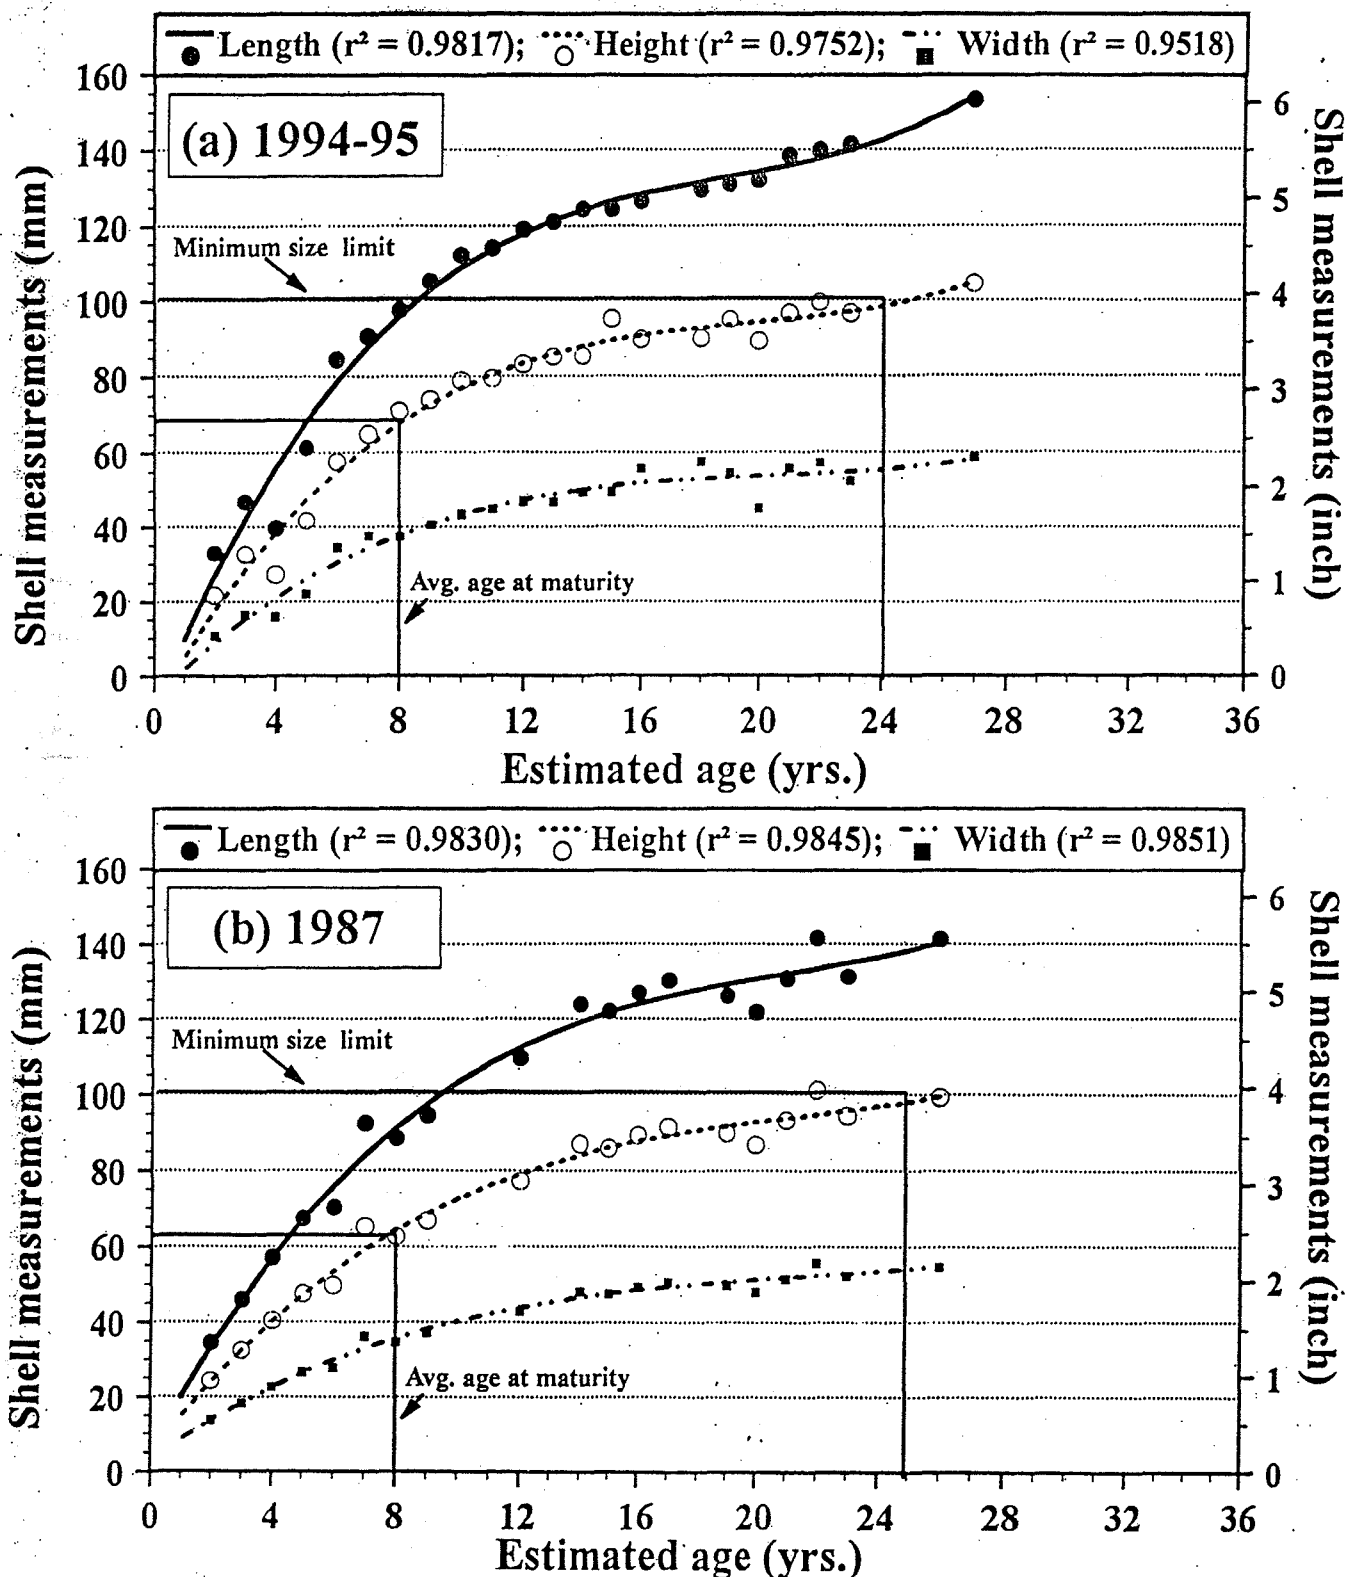 Length (r² = 0.9817); Height (r² = 0.9752); Width (r² = 0.9518)
(a) 1994-95
160
140
120
100
80
60
40
20
0
Shell measurements (mm)
Minimum size limit
Avg. age at maturity
6
5
4
3
2
1
0
Shell measurements (inch)
0 4 8 12 16 20 24 28 32 36
Estimated age (yrs.)
Length (r² = 0.9830); Height (r² = 0.9845); Width (r² = 0.9851)
(b) 1987
160
140
120
100
80
60
40
20
0
Shell measurements (mm)
Minimum size limit
Avg. age at maturity
6
5
4
3
2
1
0
Shell measurements (inch)
0 4 8 12 16 20 24 28 32 36
Estimated age (yrs.)